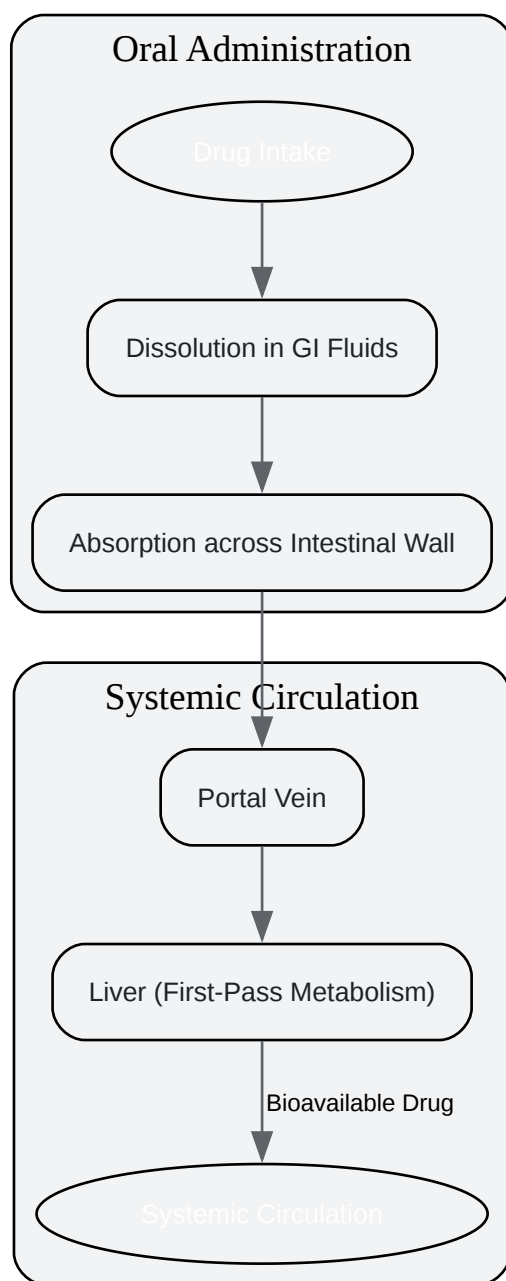 Oral Administration
Drug Intake
Dissolution in GI Fluids
Absorption across Intestinal Wall
Systemic Circulation
Portal Vein
Liver (First-Pass Metabolism)
Bioavailable Drug
Systemic Circulation